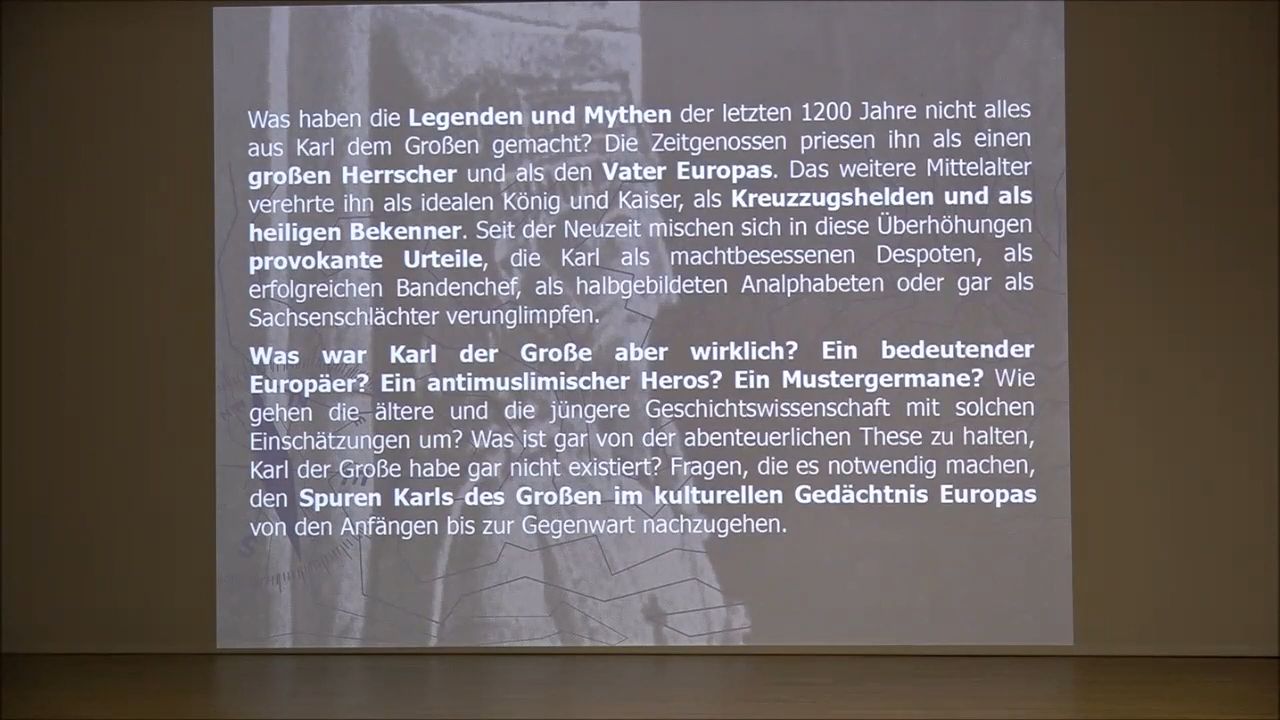 Was haben die Legenden und Mythen der letzten 1200 Jahre nicht alles
aus Karl dem Großen gemacht? Die Zeitgenossen priesen ihn als einen
großen Herrscher und als den Vater Europas. Das weitere Mittelalter
verehrte ihn als idealen König und Kaiser, als Kreuzzugshelden und als
heiligen Bekenner. Seit der Neuzeit mischen sich in diese Überhöhungen
provokante Urteile, die Karl als machtbesessenen Despoten, als
erfolgreichen Bandenchef, als halbgebildeten Analphabeten oder gar als
Sachsenschlächter verunglimpfen.
Was war Karl der Große aber wirklich? Ein bedeutender
Europäer? Ein antimuslimischer Heros? Ein Mustergermane? Wie
gehen die ältere und die jüngere Geschichtswissenschaft mit solchen
Einschätzungen um? Was ist gar von der abenteuerlichen These zu halten,
Karl der Große habe gar nicht existiert? Fragen, die es notwendig machen,
den Spuren Karls des Großen im kulturellen Gedächtnis Europas
von den Anfängen bis zur Gegenwart nachzugehen.
S